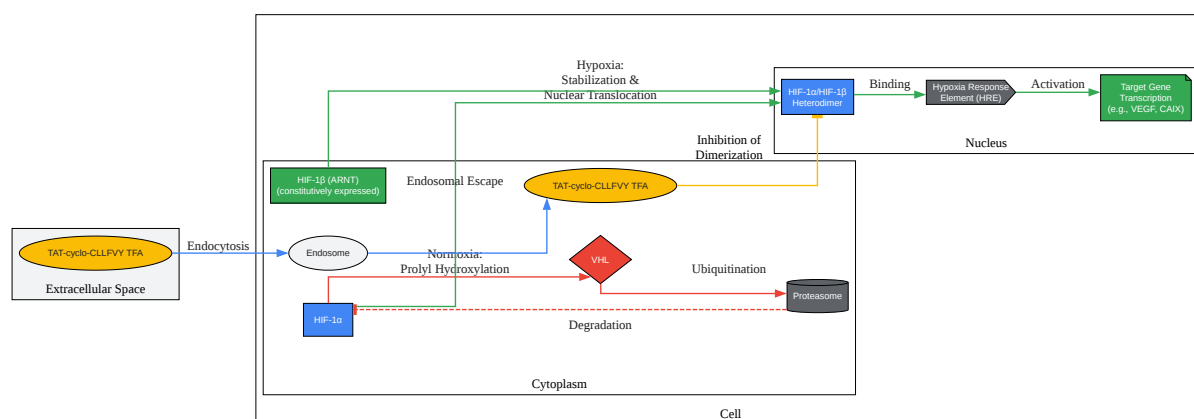 Hypoxia:
Stabilization &
Nuclear Translocation
HIF-1α/HIF-1β
Heterodimer
Binding
Hypoxia Response
Element (HRE)
Activation
Target Gene
Transcription
(e.g., VEGF, CAIX)
Nucleus
Inhibition of
Dimerization
HIF-1β (ARNT)
(constitutively expressed)
Endosomal Escape
TAT-cyclo-CLLFVY TFA
TAT-cyclo-CLLFVY TFA
Extracellular Space
Endocytosis
Endosome
Normoxia:
Prolyl Hydroxylation
VHL
Ubiquitination
Proteasome
HIF-1α
Degradation
Cytoplasm
Cell